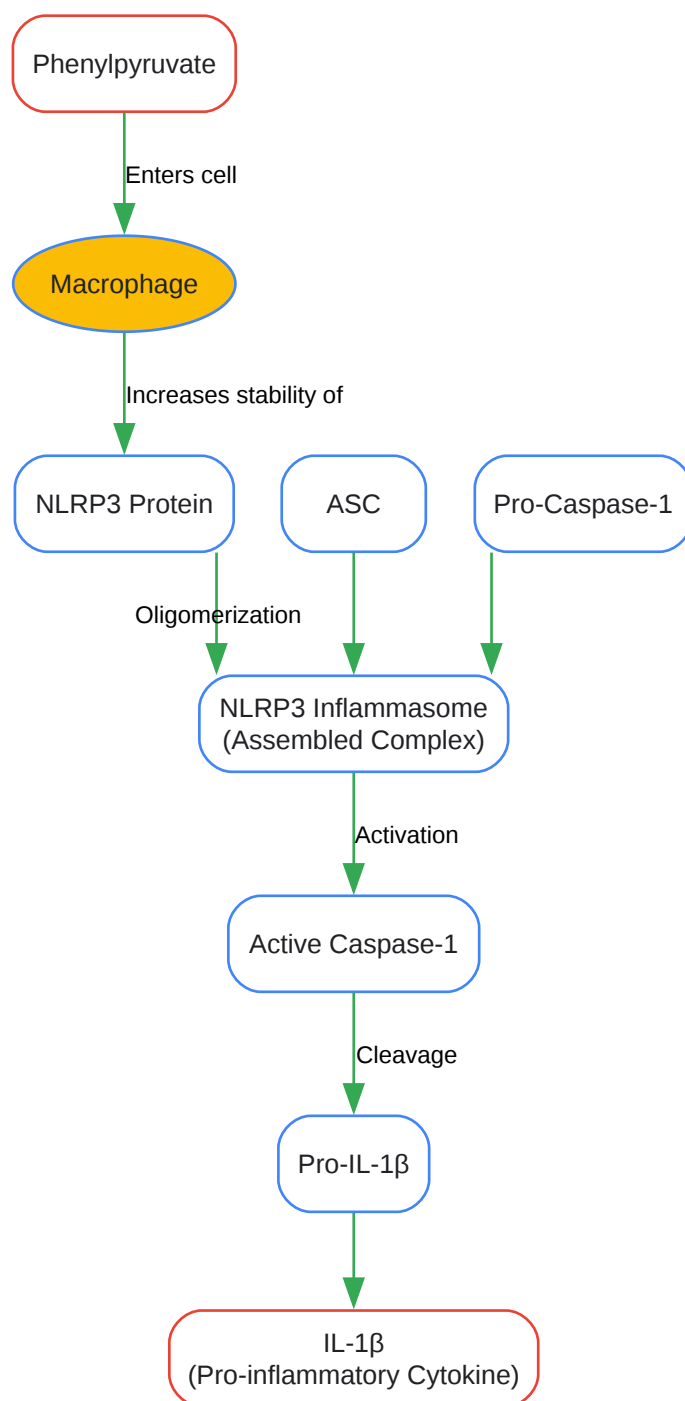 Phenylpyruvate
Enters cell
Macrophage
Increases stability of
NLRP3 Protein
ASC
Pro-Caspase-1
Oligomerization
NLRP3 Inflammasome
(Assembled Complex)
Activation
Active Caspase-1
Cleavage
Pro-IL-1β
IL-1β
(Pro-inflammatory Cytokine)